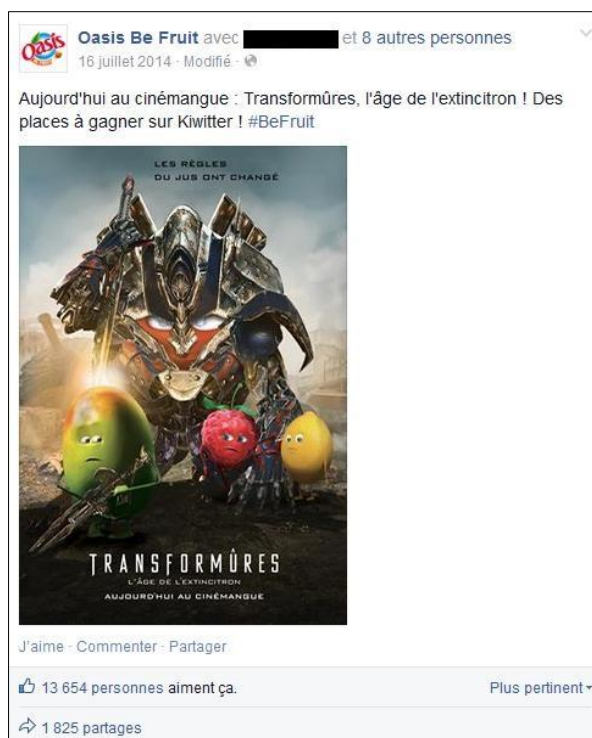 Oasis
Oasis Be Fruit avec et 8 autres personnes
16 juillet 2014 · Modifié ·
Aujourd'hui au cinémangue : Transformûres, l'âge de l'extincitron ! Des
places à gagner sur Kiwitter ! #BeFruit
LES RÈGLES
DU JUS ONT CHANGÉ
TRANSFORMÛRES
L'ÂGE DE L'EXTINCITRON
AUJOURD'HUI AU CINÉMANGUE
J'aime · Commenter · Partager
13 654 personnes aiment ça.
Plus pertinent
1 825 partages